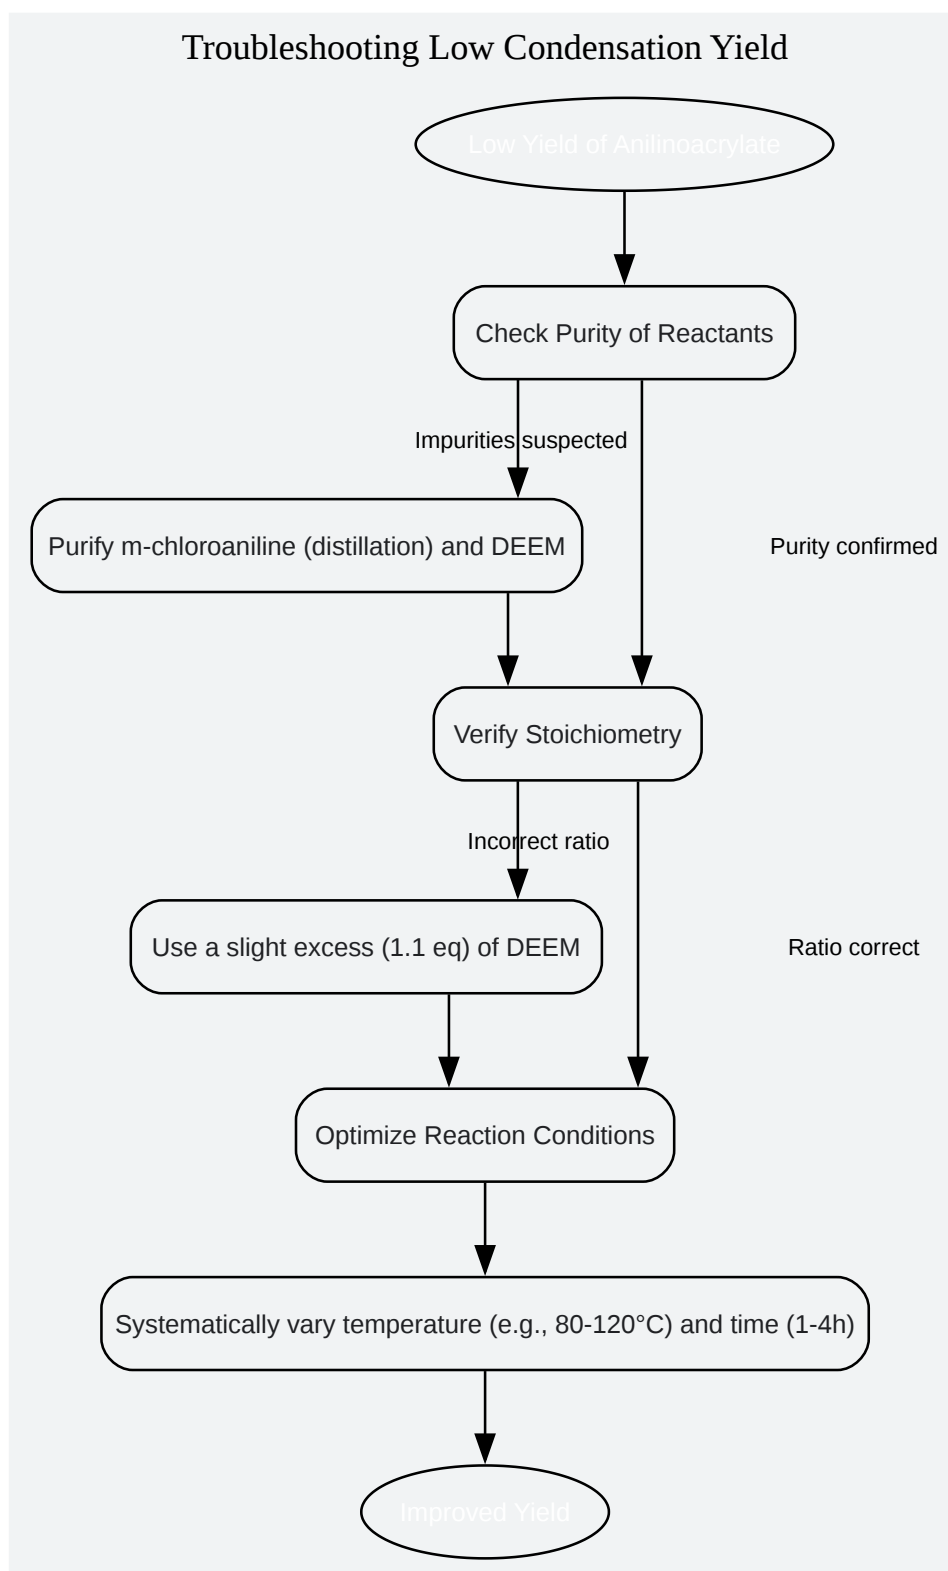 Troubleshooting Low Condensation Yield
Low Yield of Anilinoacrylate
Check Purity of Reactants
Impurities suspected
Purify m-chloroaniline (distillation) and DEEM
Purity confirmed
Verify Stoichiometry
Incorrect ratio
Use a slight excess (1.1 eq) of DEEM
Ratio correct
Optimize Reaction Conditions
Systematically vary temperature (e.g., 80-120°C) and time (1-4h)
Improved Yield